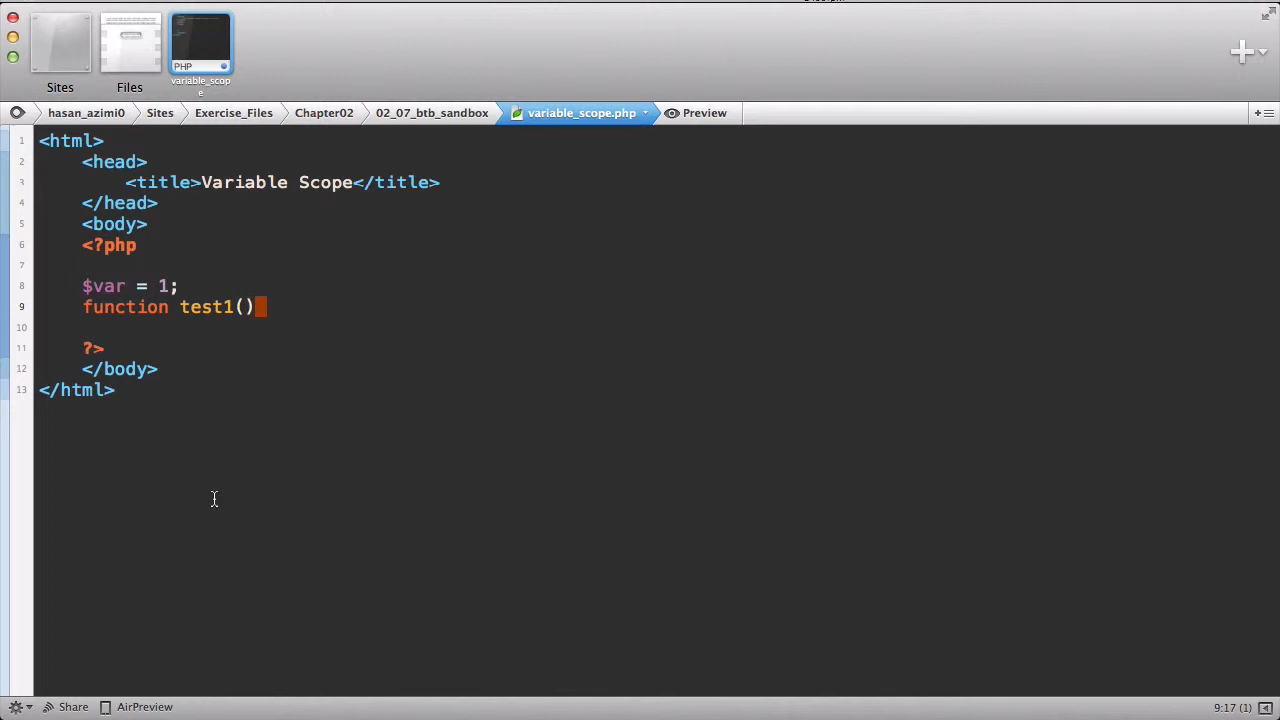 PHP
Sites
Files
variable_scop
e
hasan_azimi0 Sites Exercise_Files Chapter02 02_07_btb_sandbox variable_scope.php Preview
1 <html>
2 <head>
3 <title>Variable Scope</title>
4 </head>
5 <body>
6 <?php
7
8 $var = 1;
9 function test1()
10
11 ?>
12 </body>
13 </html>
Share AirPreview 9:17 (1)